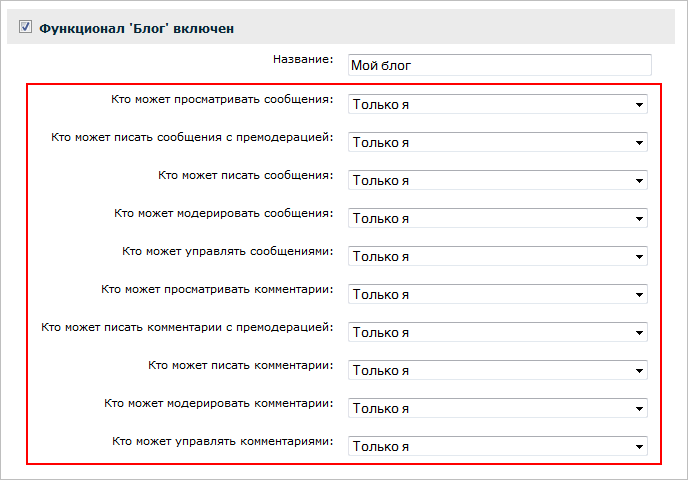 Функционал 'Блог' включен
Название: Мой блог
Кто может просматривать сообщения: Только я
Кто может писать сообщения с премодерацией: Только я
Кто может писать сообщения: Только я
Кто может модерировать сообщения: Только я
Кто может управлять сообщениями: Только я
Кто может просматривать комментарии: Только я
Кто может писать комментарии с премодерацией: Только я
Кто может писать комментарии: Только я
Кто может модерировать комментарии: Только я
Кто может управлять комментариями: Только я